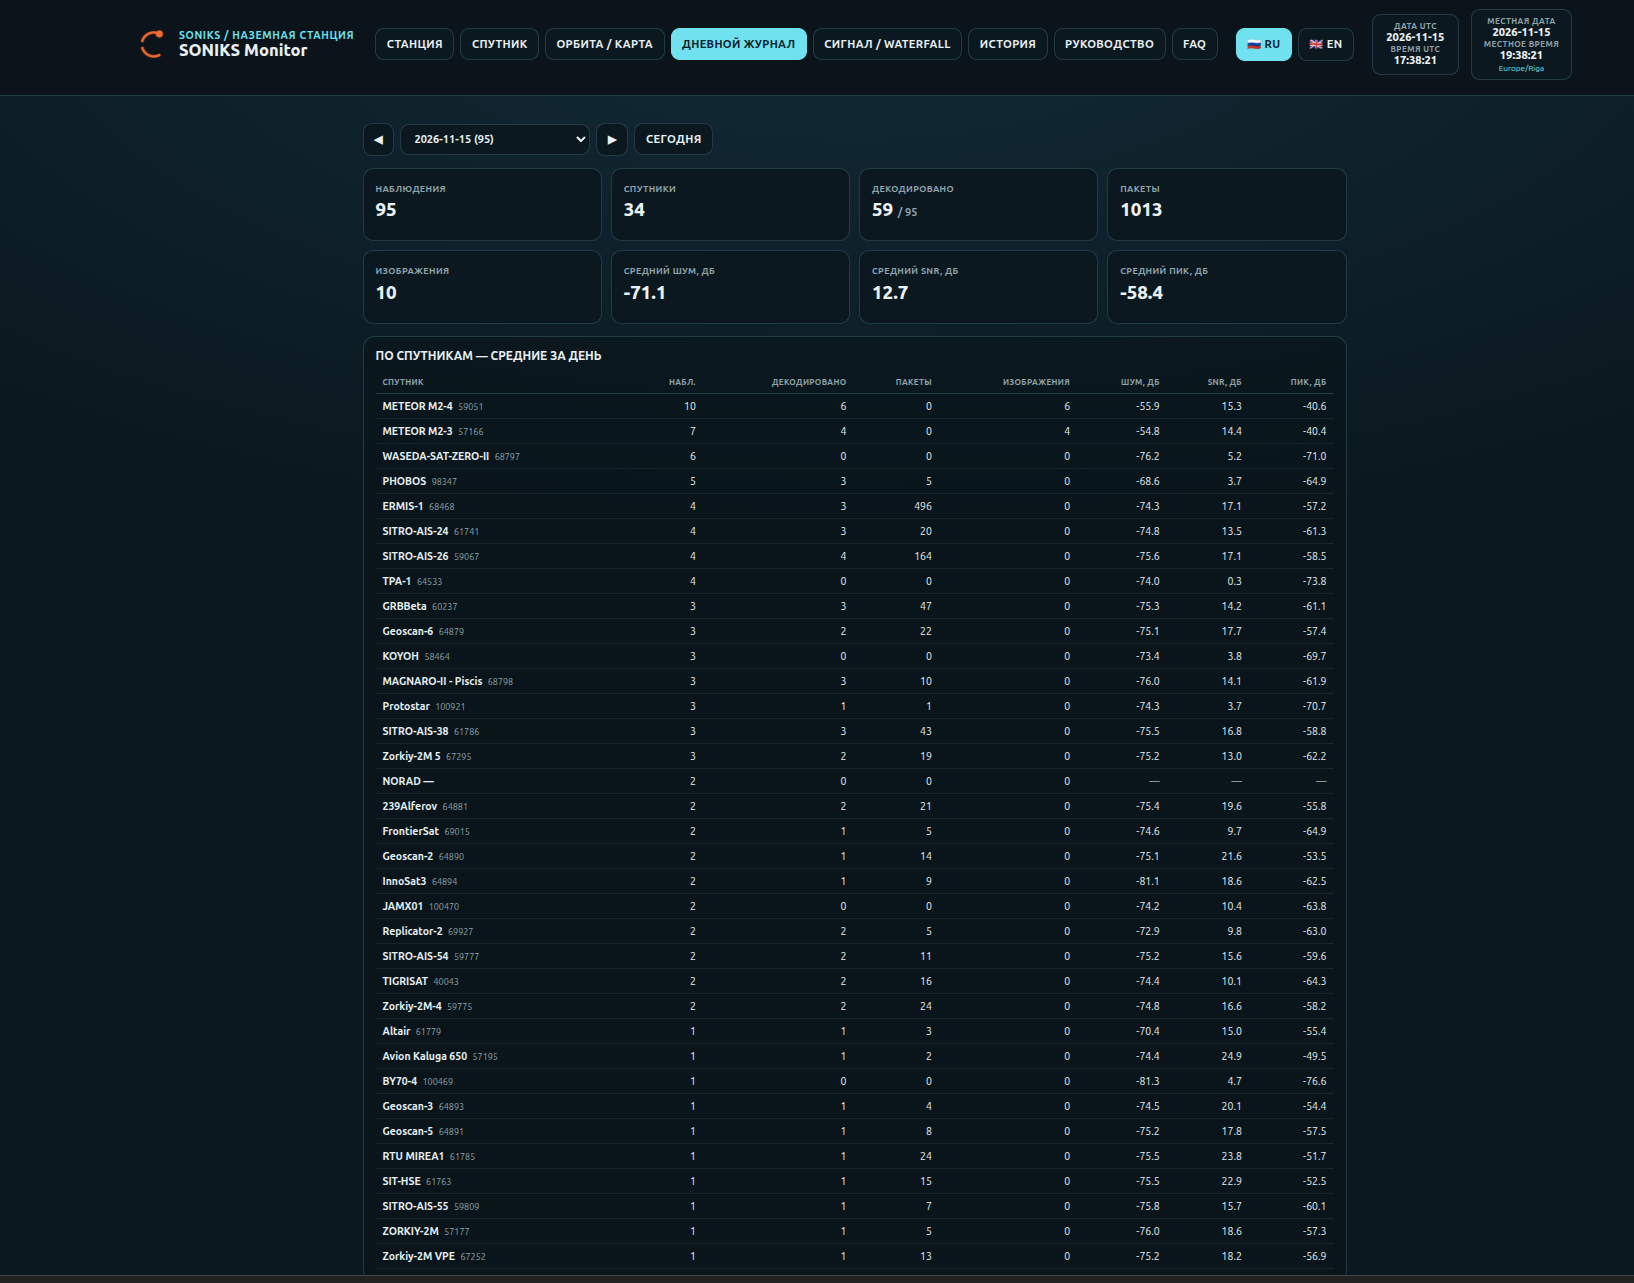 SONIKS / НАЗЕМНАЯ СТАНЦИЯ
SONIKS Monitor
СТАНЦИЯ
СПУТНИК
ОРБИТА / КАРТА
ДНЕВНОЙ ЖУРНАЛ
СИГНАЛ / WATERFALL
ИСТОРИЯ
РУКОВОДСТВО
FAQ
RU
EN
ДАТА UTC
2026-11-15
ВРЕМЯ UTC
17:38:21
МЕСТНАЯ ДАТА
2026-11-15
МЕСТНОЕ ВРЕМЯ
19:38:21
Europe/Riga
◀ 2026-11-15 (95) ▶ СЕГОДНЯ
НАБЛЮДЕНИЯ
95
СПУТНИКИ
34
ДЕКОДИРОВАНО
59 / 95
ПАКЕТЫ
1013
ИЗОБРАЖЕНИЯ
10
СРЕДНИЙ ШУМ, ДБ
-71.1
СРЕДНИЙ SNR, ДБ
12.7
СРЕДНИЙ ПИК, ДБ
-58.4
ПО СПУТНИКАМ — СРЕДНИЕ ЗА ДЕНЬ
СПУТНИК НАБЛ. ДЕКОДИРОВАНО ПАКЕТЫ ИЗОБРАЖЕНИЯ ШУМ, ДБ SNR, ДБ ПИК, ДБ
METEOR M2-4 59051 10 6 0 6 -55.9 15.3 -40.6
METEOR M2-3 57166 7 4 0 4 -54.8 14.4 -40.4
WASEDA-SAT-ZERO-II 68797 6 0 0 0 -76.2 5.2 -71.0
PHOBOS 98347 5 3 5 0 -68.6 3.7 -64.9
ERMIS-1 68468 4 3 496 0 -74.3 17.1 -57.2
SITRO-AIS-24 61741 4 3 20 0 -74.8 13.5 -61.3
SITRO-AIS-26 59067 4 4 164 0 -75.6 17.1 -58.5
TPA-1 64533 4 0 0 0 -74.0 0.3 -73.8
GRBBeta 60237 3 3 47 0 -75.3 14.2 -61.1
Geoscan-6 64879 3 2 22 0 -75.1 17.7 -57.4
KOYOH 58464 3 0 0 0 -73.4 3.8 -69.7
MAGNARO-II - Piscis 68798 3 3 10 0 -76.0 14.1 -61.9
Protostar 100921 3 1 1 0 -74.3 3.7 -70.7
SITRO-AIS-38 61786 3 3 43 0 -75.5 16.8 -58.8
Zorkiy-2M 5 67295 3 2 19 0 -75.2 13.0 -62.2
NORAD — 2 0 0 0 — — —
239Alferov 64881 2 2 21 0 -75.4 19.6 -55.8
FrontierSat 69015 2 1 5 0 -74.6 9.7 -64.9
Geoscan-2 64890 2 1 14 0 -75.1 21.6 -53.5
InnoSat3 64894 2 1 9 0 -81.1 18.6 -62.5
JAMX01 100470 2 0 0 0 -74.2 10.4 -63.8
Replicator-2 69927 2 2 5 0 -72.9 9.8 -63.0
SITRO-AIS-54 59777 2 2 11 0 -75.2 15.6 -59.6
TIGRISAT 40043 2 2 16 0 -74.4 10.1 -64.3
Zorkiy-2M-4 59775 2 2 24 0 -74.8 16.6 -58.2
Altair 61779 1 1 3 0 -70.4 15.0 -55.4
Avion Kaluga 650 57195 1 1 2 0 -74.4 24.9 -49.5
BY70-4 100469 1 0 0 0 -81.3 4.7 -76.6
Geoscan-3 64893 1 1 4 0 -74.5 20.1 -54.4
Geoscan-5 64891 1 1 8 0 -75.2 17.8 -57.5
RTU MIREA1 61785 1 1 24 0 -75.5 23.8 -51.7
SIT-HSE 61763 1 1 15 0 -75.5 22.9 -52.5
SITRO-AIS-55 59809 1 1 7 0 -75.8 15.7 -60.1
ZORKIY-2M 57177 1 1 5 0 -76.0 18.6 -57.3
Zorkiy-2M VPE 67252 1 1 13 0 -75.2 18.2 -56.9